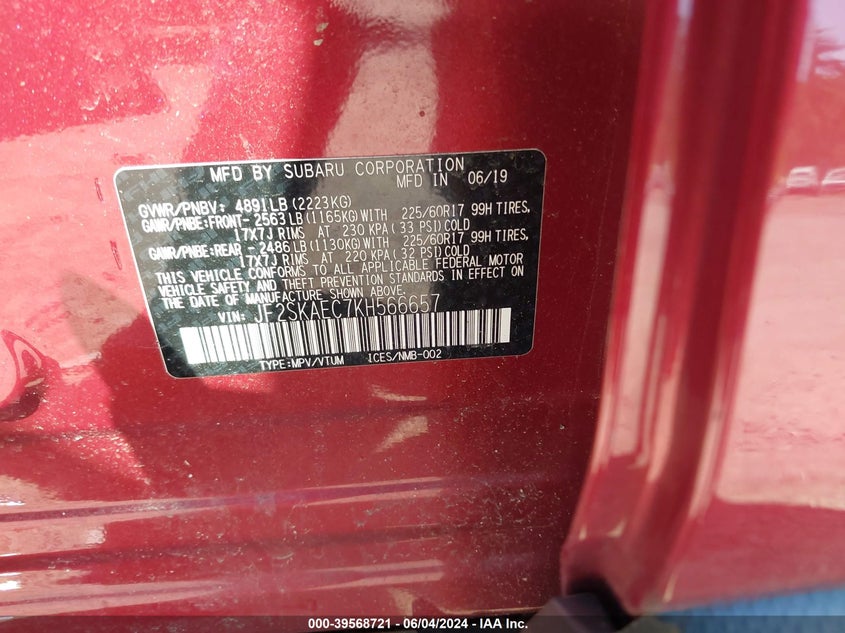 MFD BY SUBARU CORPORATION
MFD IN 06/19
GVWR/PNBV: 4891LB(2223KG)
GAWR/PNBE:FRONT-2563LB(1165KG)WITH 225/60R17 99H TIRES,
17X7J RIMS AT 230 KPA(33 PSI)COLD
GAWR/PNBE:REAR -2486LB(1130KG)WITH 225/60R17 99H TIRES,
17X7J RIMS AT 220 KPA(32 PSI)COLD
THIS VEHICLE CONFORMS TO ALL APPLICABLE FEDERAL MOTOR
VEHICLE SAFETY AND THEFT PREVENTION STANDARDS IN EFFECT ON
THE DATE OF MANUFACTURE SHOWN ABOVE.
VIN: JF2SKAEC7KH566657
TYPE:MPV/VTUM ICES/NMB-002
000-39568721 - 06/04/2024 - IAA Inc.